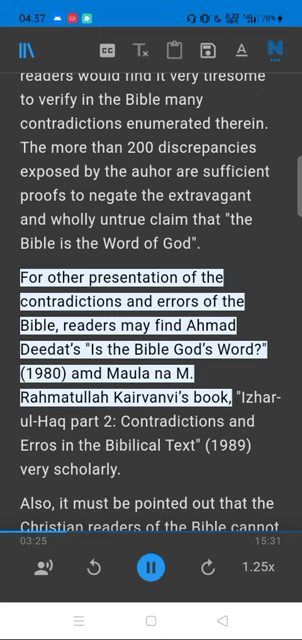 04.37
0,22
78%
CC
readers would find it very tiresome
to verify in the Bible many
contradictions enumerated therein.
The more than 200 discrepancies
exposed by the auhor are sufficient
proofs to negate the extravagant
and wholly untrue claim that "the
Bible is the Word of God".
For other presentation of the
contradictions and errors of the
Bible, readers may find Ahmad
Deedat's "Is the Bible God's Word?"
(1980) amd Maula na M.
Rahmatullah Kairvanvi's book, "Izhar-
ul-Haq part 2: Contradictions and
Erros in the Bibilical Text" (1989)
very scholarly.
Also, it must be pointed out that the
Christian readers of the Bible cannot
03:25
15:31
1.25x